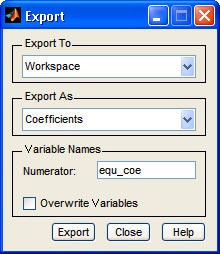 Export
Export To
Workspace
Export As
Coefficients
Variable Names
Numerator: equ_coe
Overwrite Variables
Export Close Help